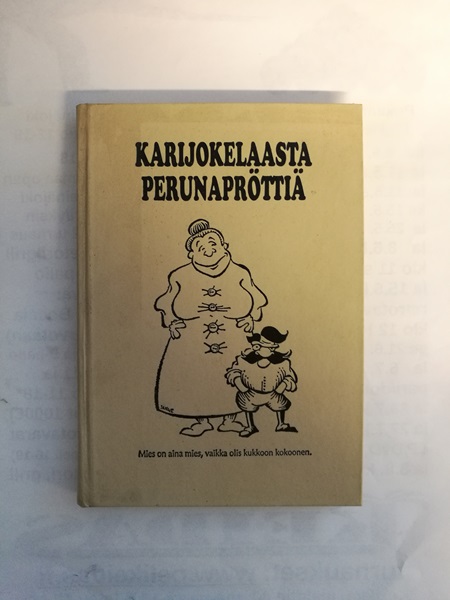 KARIJOKELAASTA
PERUNAPRÖTTIÄ
Mies on aina mies, vaikka olis kukkoon kokoonen.